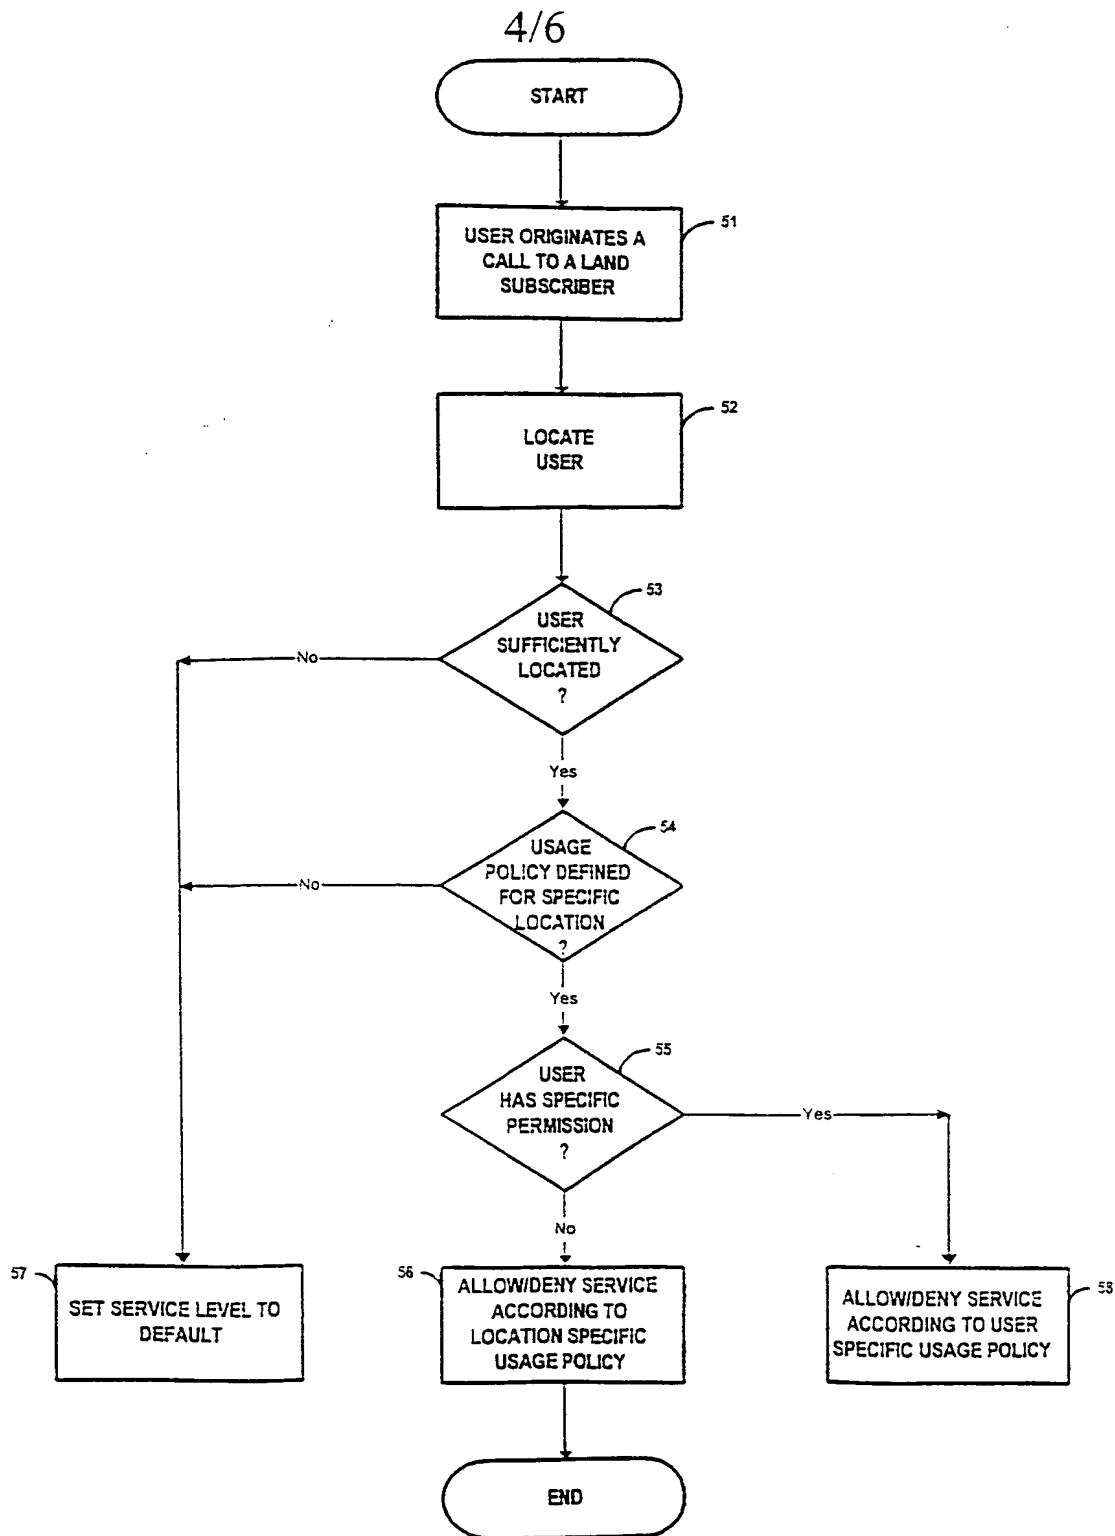 4/6
START
USER ORIGINATES A
CALL TO A LAND
SUBSCRIBER
51
LOCATE
USER
52
USER
SUFFICIENTLY
LOCATED
?
53
No
Yes
USAGE
POLICY DEFINED
FOR SPECIFIC
LOCATION
?
54
No
Yes
USER
HAS SPECIFIC
PERMISSION
?
55
Yes
No
57
SET SERVICE LEVEL TO
DEFAULT
56
ALLOW/DENY SERVICE
ACCORDING TO
LOCATION SPECIFIC
USAGE POLICY
58
ALLOW/DENY SERVICE
ACCORDING TO USER
SPECIFIC USAGE POLICY
END